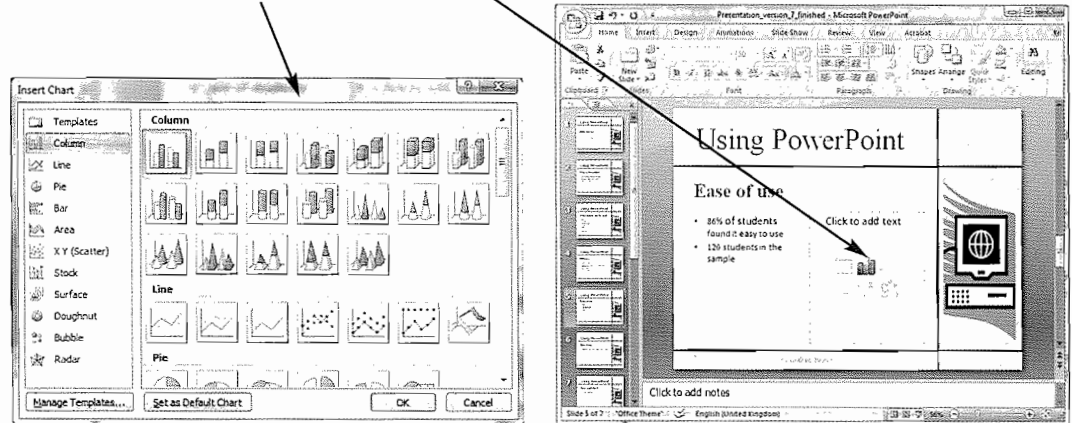 Insert Chart
Templates
Column
Line
Pie
Bar
Area
X Y (Scatter)
Stock
Surface
Doughnut
Bubble
Radar
Column
Line
Pie
Manage Templates...
Set as Default Chart
OK
Cancel
Presentation_version_7_finished - Microsoft PowerPoint
Home Insert Design Animations Slide Show Review View Acrobat
Paste
New Slide
Shapes Arrange Quick Styles
Editing
Clipboard Slides Font Paragraph Drawing
Using PowerPoint
Ease of use
• 86% of students
found it easy to use
• 120 students in the
sample
Click to add text
Click to add notes
Slide 5 of 7 "Office Theme" English (United Kingdom) 56%